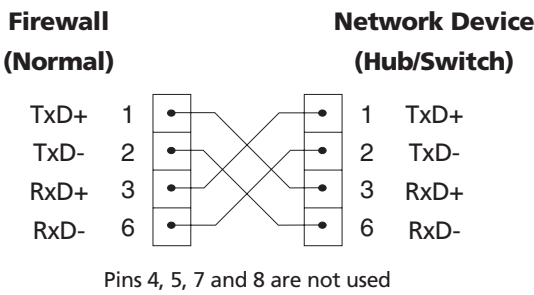 Firewall Network Device
(Normal) (Hub/Switch)
TxD+ 1 1 TxD+
TxD- 2 2 TxD-
RxD+ 3 3 RxD+
RxD- 6 6 RxD-
Pins 4, 5, 7 and 8 are not used